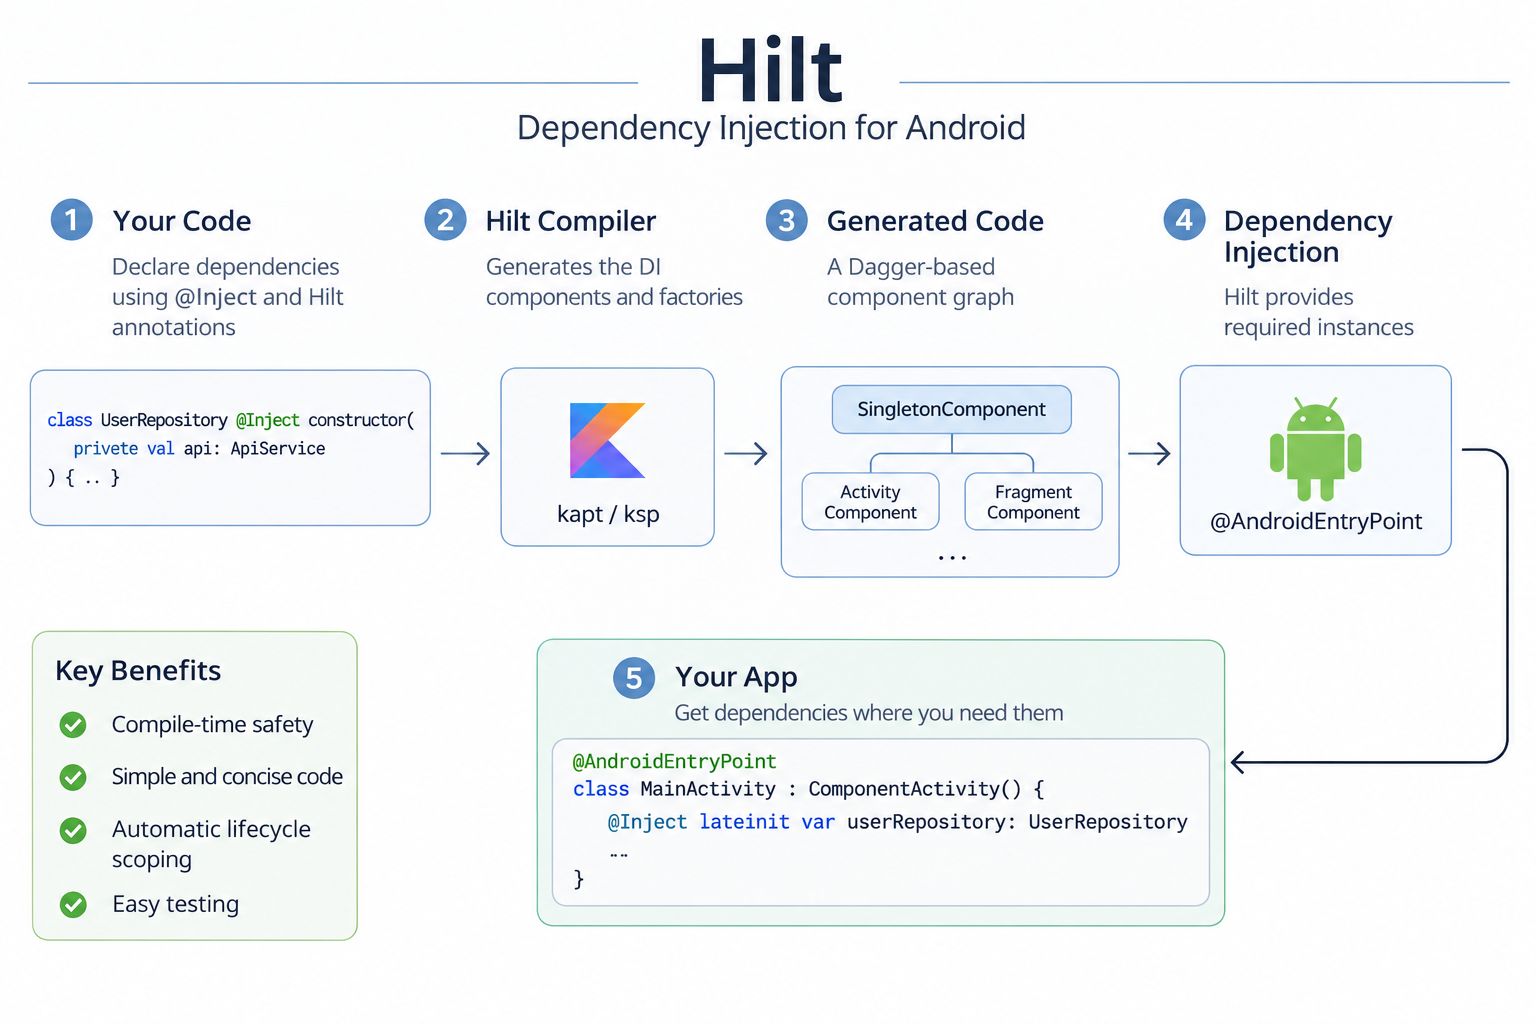 Hilt
Dependency Injection for Android
1 Your Code
Declare dependencies
using @Inject and Hilt
annotations
class UserRepository @Inject constructor(
privete val api: ApiService
) { .. }
2 Hilt Compiler
Generates the DI
components and factories
kapt / ksp
3 Generated Code
A Dagger-based
component graph
SingletonComponent
Activity
Component
Fragment
Component
...
4 Dependency
Injection
Hilt provides
required instances
@AndroidEntryPoint
Key Benefits
Compile-time safety
Simple and concise code
Automatic lifecycle
scoping
Easy testing
5 Your App
Get dependencies where you need them
@AndroidEntryPoint
class MainActivity : ComponentActivity() {
@Inject lateinit var userRepository: UserRepository
..
}